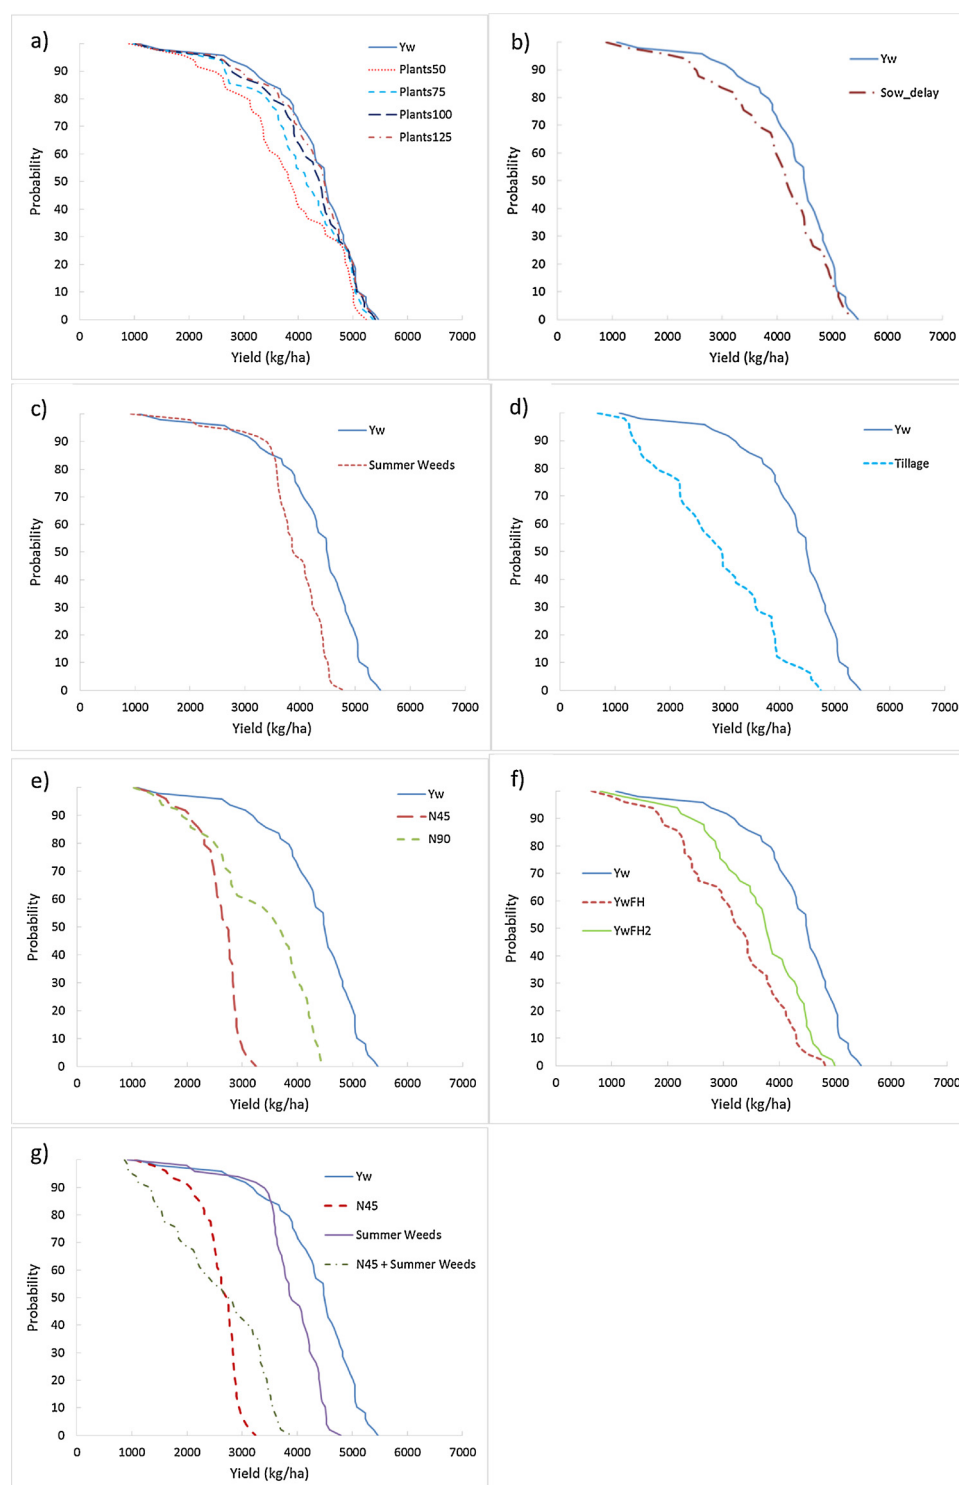 a)
Yw
Plants50
Plants75
Plants100
Plants125
Probability
90
80
70
60
50
40
30
20
10
0
0 1000 2000 3000 4000 5000 6000 7000
Yield (kg/ha)
b)
Yw
Sow_delay
Probability
90
80
70
60
50
40
30
20
10
0
0 1000 2000 3000 4000 5000 6000 7000
Yield (kg/ha)
c)
Yw
Summer Weeds
Probability
90
80
70
60
50
40
30
20
10
0
0 1000 2000 3000 4000 5000 6000 7000
Yield (kg/ha)
d)
Yw
Tillage
Probability
90
80
70
60
50
40
30
20
10
0
0 1000 2000 3000 4000 5000 6000 7000
Yield (kg/ha)
e)
Yw
N45
N90
Probability
90
80
70
60
50
40
30
20
10
0
0 1000 2000 3000 4000 5000 6000 7000
Yield (kg/ha)
f)
Yw
YwFH
YwFH2
Probability
90
80
70
60
50
40
30
20
10
0
0 1000 2000 3000 4000 5000 6000 7000
Yield (kg/ha)
g)
Yw
N45
Summer Weeds
N45 + Summer Weeds
Probability
90
80
70
60
50
40
30
20
10
0
0 1000 2000 3000 4000 5000 6000 7000
Yield (kg/ha)